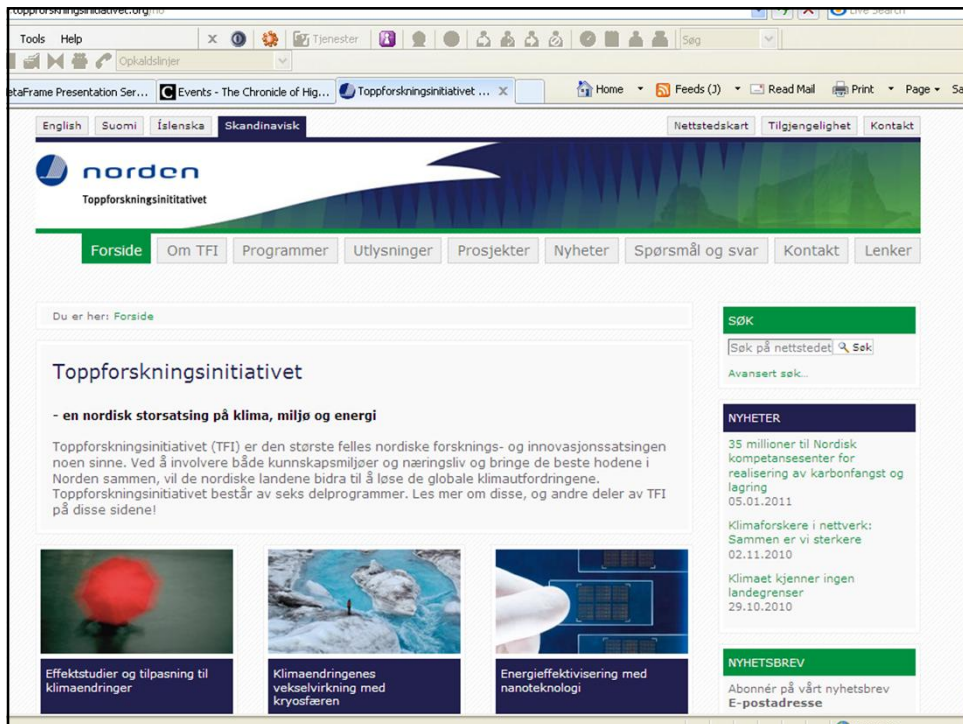 toppforskningsinitiativet.org/no
Live Search
Tools Help
Tjenester
Søg
Opkaldslinjer
etaFrame Presentation Ser...
Events - The Chronicle of Hig...
Toppforskningsinitiativet ...
Home
Feeds (J)
Read Mail
Print
Page
Sa
English Suomi Íslenska Skandinavisk
Nettstedskart Tilgjengelighet Kontakt
norden
Toppforskningsinititativet
Forside Om TFI Programmer Utlysninger Prosjekter Nyheter Spørsmål og svar Kontakt Lenker
Du er her: Forside
Toppforskningsinitiativet
- en nordisk storsatsing på klima, miljø og energi
Toppforskningsinitiativet (TFI) er den største felles nordiske forsknings- og innovasjonssatsingen
noen sinne. Ved å involvere både kunnskapsmiljøer og næringsliv og bringe de beste hodene i
Norden sammen, vil de nordiske landene bidra til å løse de globale klimautfordringene.
Toppforskningsinitiativet består av seks delprogrammer. Les mer om disse, og andre deler av TFI
på disse sidene!
Effektstudier og tilpasning til
klimaendringer
Klimaendringenes
vekselvirkning med
kryosfæren
Energieffektivisering med
nanoteknologi
SØK
Søk på nettstedet Søk
Avansert søk...
NYHETER
35 millioner til Nordisk
kompetansesenter for
realisering av karbonfangst og
lagring
05.01.2011
Klimaforskere i nettverk:
Sammen er vi sterkere
02.11.2010
Klimaet kjenner ingen
landegrenser
29.10.2010
NYHETSBREV
Abonnér på vårt nyhetsbrev
E-postadresse